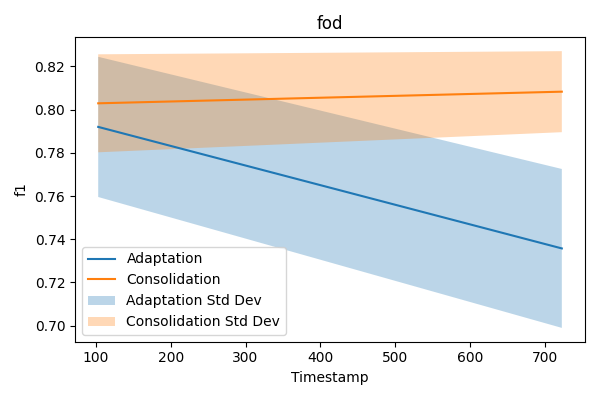 fod
f1
0.82
0.80
0.78
0.76
0.74
0.72
0.70
Adaptation
Consolidation
Adaptation Std Dev
Consolidation Std Dev
100 200 300 400 500 600 700
Timestamp